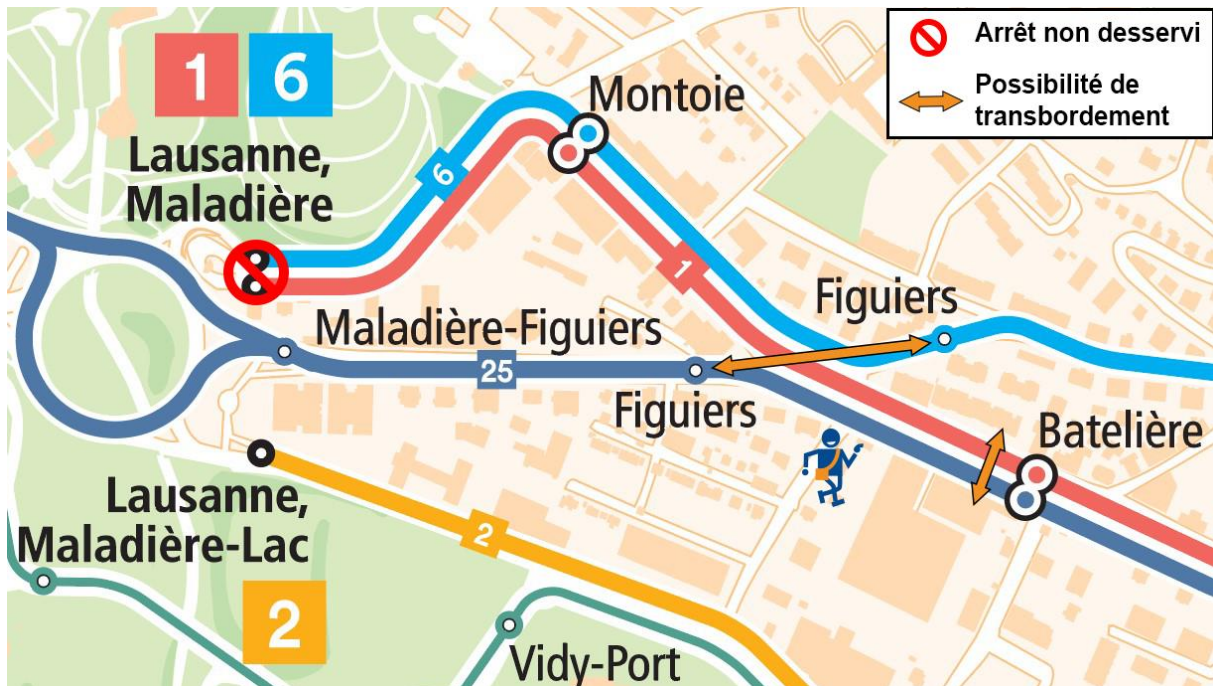 1 6
Lausanne,
Maladière
6
Montoie
Arrêt non desservi
Possibilité de
transbordement
1
Figuiers
Maladière-Figuiers
25
Figuiers
Batelière
Lausanne,
Maladière-Lac
2
2
Vidy-Port